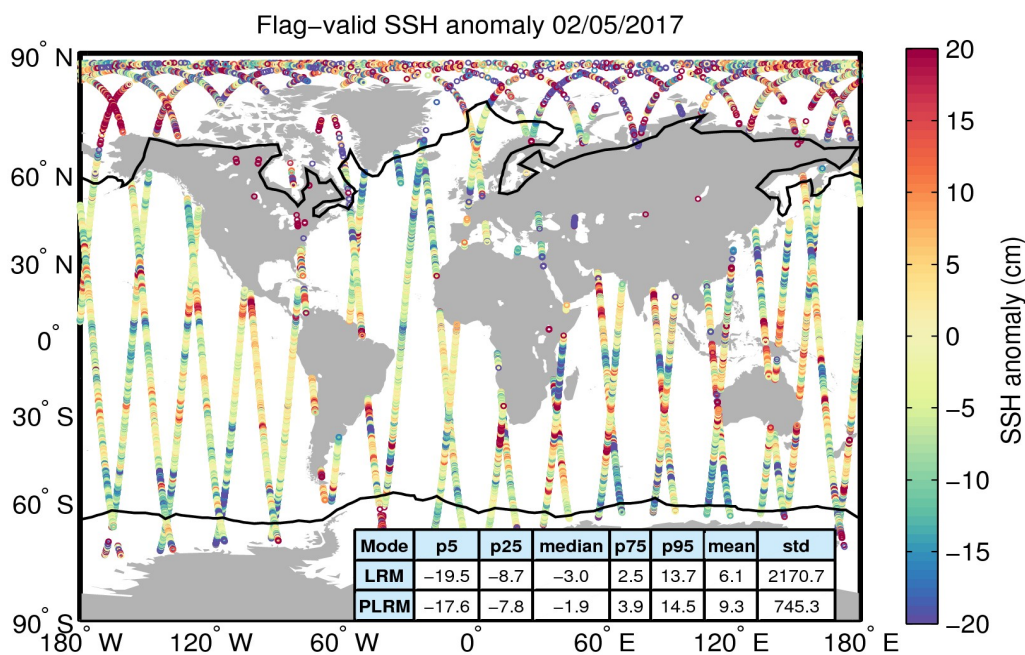 Flag−valid SSH anomaly 02/05/2017
90° N
60° N
30° N
0°
30° S
60° S
90° S
180° W
120° W
60° W
0°
60° E
120° E
180° E
20
15
10
5
0
−5
−10
−15
−20
SSH anomaly (cm)
Mode p5 p25 median p75 p95 mean std
LRM −19.5 −8.7 −3.0 2.5 13.7 6.1 2170.7
PLRM −17.6 −7.8 −1.9 3.9 14.5 9.3 745.3